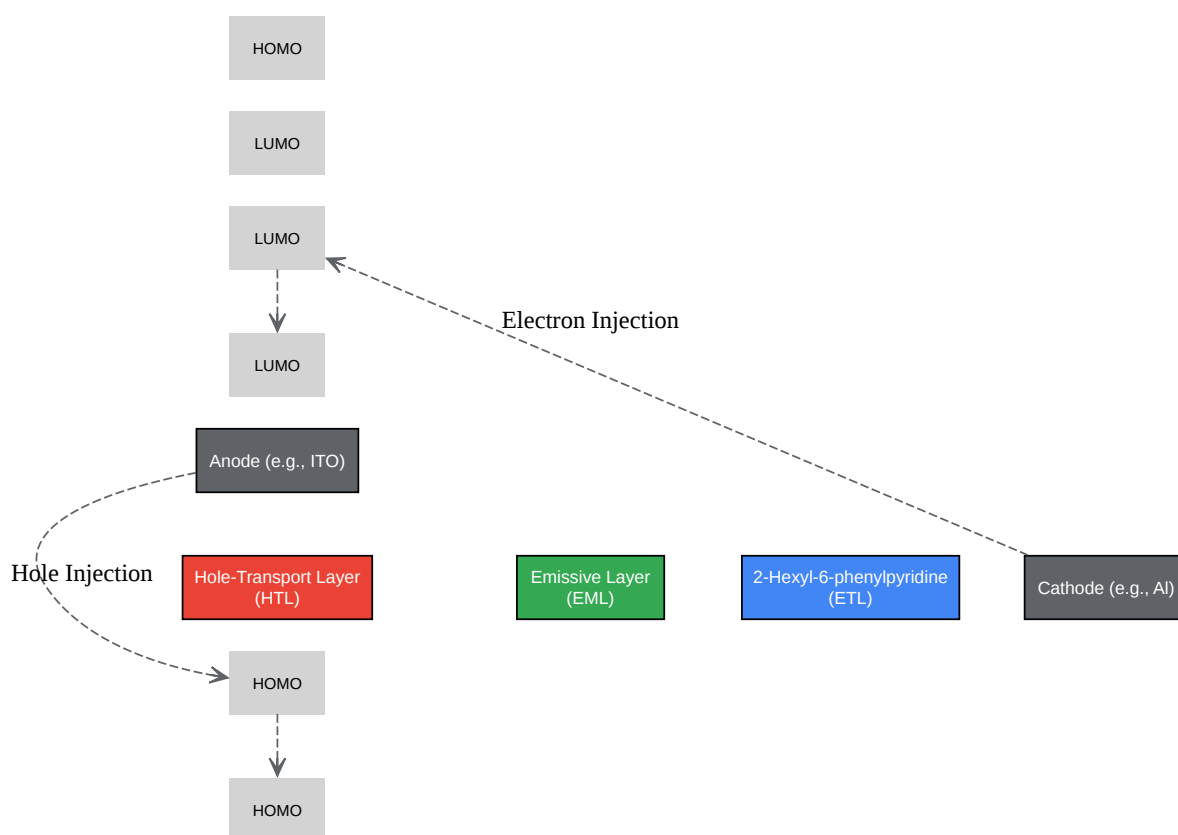 HOMO
LUMO
LUMO
Electron Injection
LUMO
Anode (e.g., ITO)
Hole Injection
Hole-Transport Layer
(HTL)
Emissive Layer
(EML)
2-Hexyl-6-phenylpyridine
(ETL)
Cathode (e.g., Al)
HOMO
HOMO